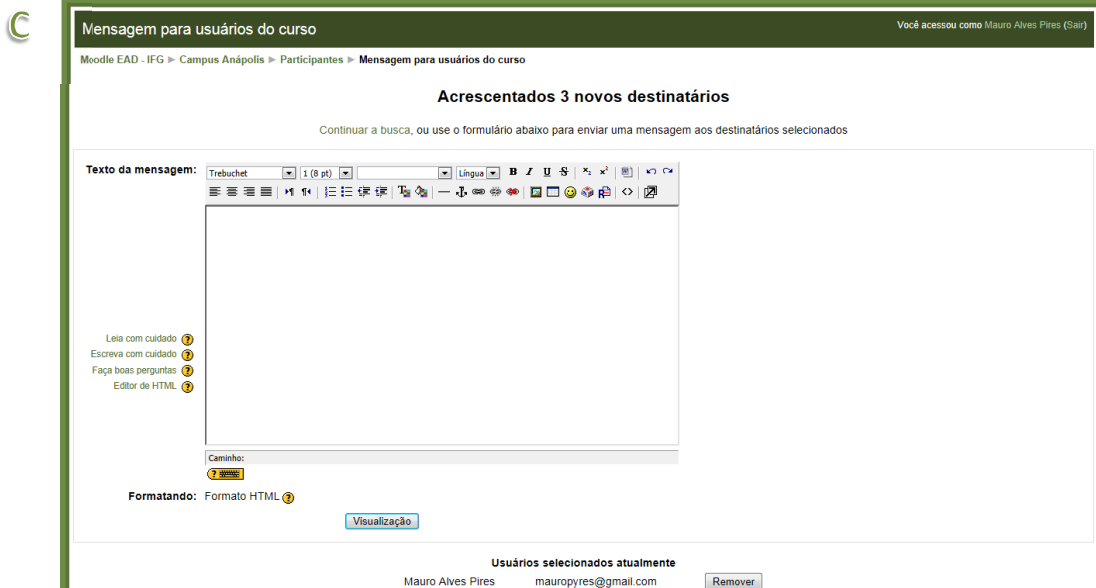 C
Mensagem para usuários do curso
Você acessou como Mauro Alves Pires (Sair)
Moodle EAD - IFG ► Campus Anápolis ► Participantes ► Mensagem para usuários do curso
Acrescentados 3 novos destinatários
Continuar a busca, ou use o formulário abaixo para enviar uma mensagem aos destinatários selecionados
Texto da mensagem:
Trebuchet 1 (8 pt) Língua B I U S x₂ x²
Leia com cuidado ?
Escreva com cuidado ?
Faça boas perguntas ?
Editor de HTML ?
Caminho:
?
Formatando: Formato HTML ?
Visualização
Usuários selecionados atualmente
Mauro Alves Pires mauropyres@gmail.com Remover